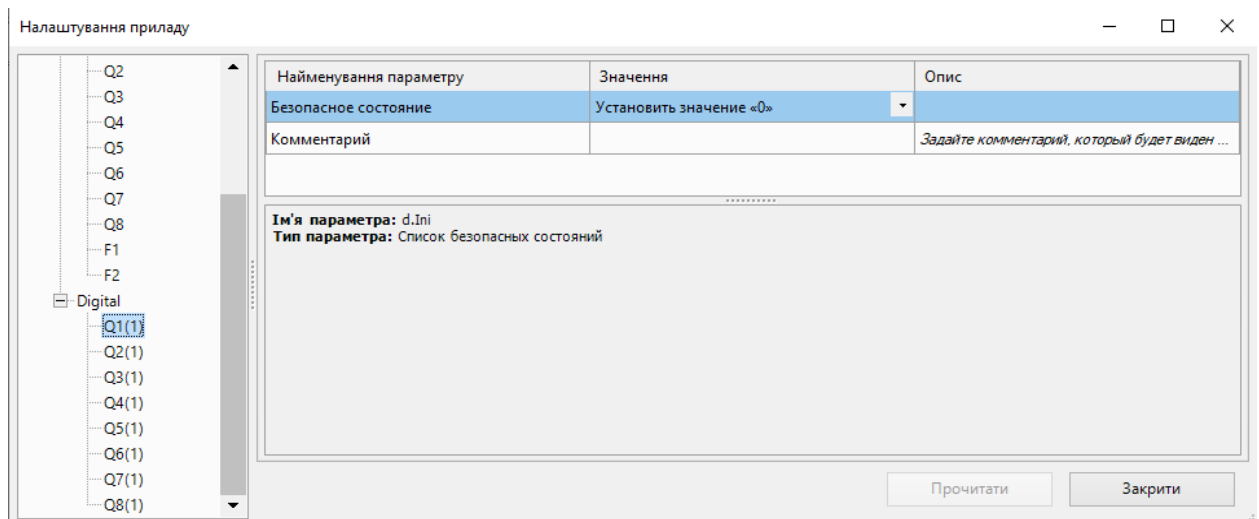 Налаштування приладу
Q2
Q3
Q4
Q5
Q6
Q7
Q8
F1
F2
Digital
Q1(1)
Q2(1)
Q3(1)
Q4(1)
Q5(1)
Q6(1)
Q7(1)
Q8(1)
Найменування параметру Значення Опис
Безопасное состояние Установить значение «0»
Комментарий Задайте комментарий, который будет виден ...
Ім'я параметра: d.Ini
Тип параметра: Список безопасных состояний
Прочитати Закрити